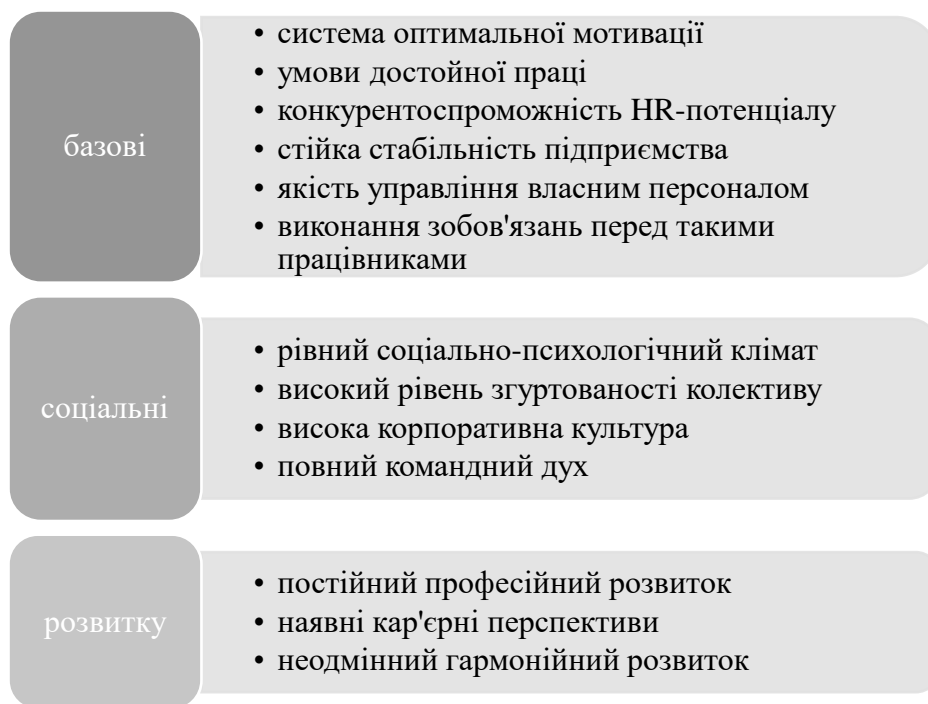 базові
• система оптимальної мотивації
• умови достойної праці
• конкурентоспроможність HR-потенціалу
• стійка стабільність підприємства
• якість управління власним персоналом
• виконання зобов'язань перед такими
працівниками
соціальні
• рівний соціально-психологічний клімат
• високий рівень згуртованості колективу
• висока корпоративна культура
• повний командний дух
розвитку
• постійний професійний розвиток
• наявні кар'єрні перспективи
• неодмінний гармонійний розвиток